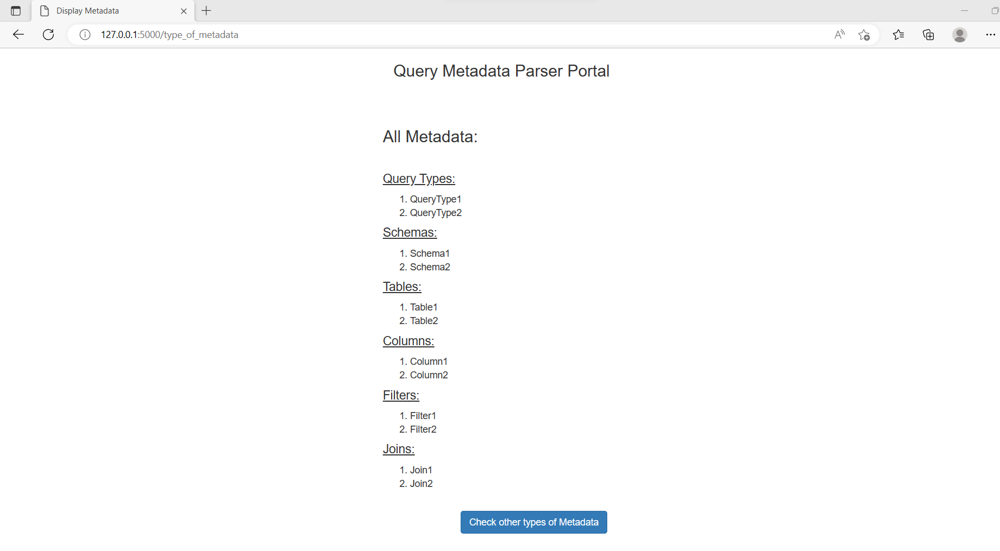 Display Metadata
127.0.0.1:5000/type_of_metadata
Query Metadata Parser Portal
All Metadata:
Query Types:
1. QueryType1
2. QueryType2
Schemas:
1. Schema1
2. Schema2
Tables:
1. Table1
2. Table2
Columns:
1. Column1
2. Column2
Filters:
1. Filter1
2. Filter2
Joins:
1. Join1
2. Join2
Check other types of Metadata